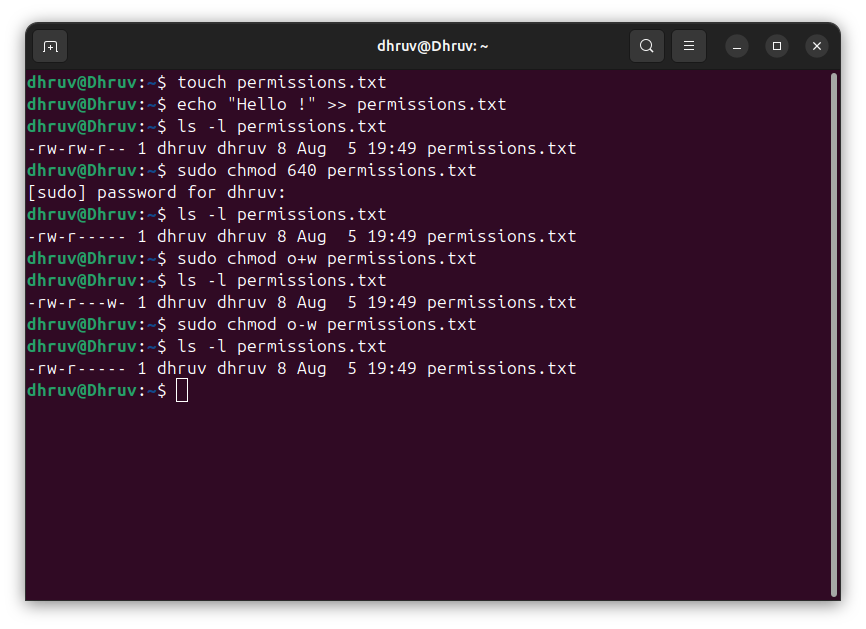 dhruv@Dhruv: ~
dhruv@Dhruv:~$ touch permissions.txt
dhruv@Dhruv:~$ echo "Hello !" >> permissions.txt
dhruv@Dhruv:~$ ls -l permissions.txt
-rw-rw-r-- 1 dhruv dhruv 8 Aug  5 19:49 permissions.txt
dhruv@Dhruv:~$ sudo chmod 640 permissions.txt
[sudo] password for dhruv:
dhruv@Dhruv:~$ ls -l permissions.txt
-rw-r----- 1 dhruv dhruv 8 Aug  5 19:49 permissions.txt
dhruv@Dhruv:~$ sudo chmod o+w permissions.txt
dhruv@Dhruv:~$ ls -l permissions.txt
-rw-r---w- 1 dhruv dhruv 8 Aug  5 19:49 permissions.txt
dhruv@Dhruv:~$ sudo chmod o-w permissions.txt
dhruv@Dhruv:~$ ls -l permissions.txt
-rw-r----- 1 dhruv dhruv 8 Aug  5 19:49 permissions.txt
dhruv@Dhruv:~$